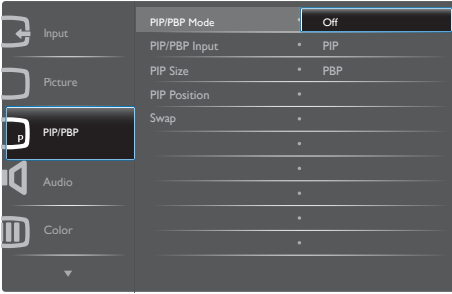 Input
Picture
P
PIP/PBP
Audio
Color
PIP/PBP Mode
PIP/PBP Input
PIP Size
PIP Position
Swap
Off
PIP
PBP